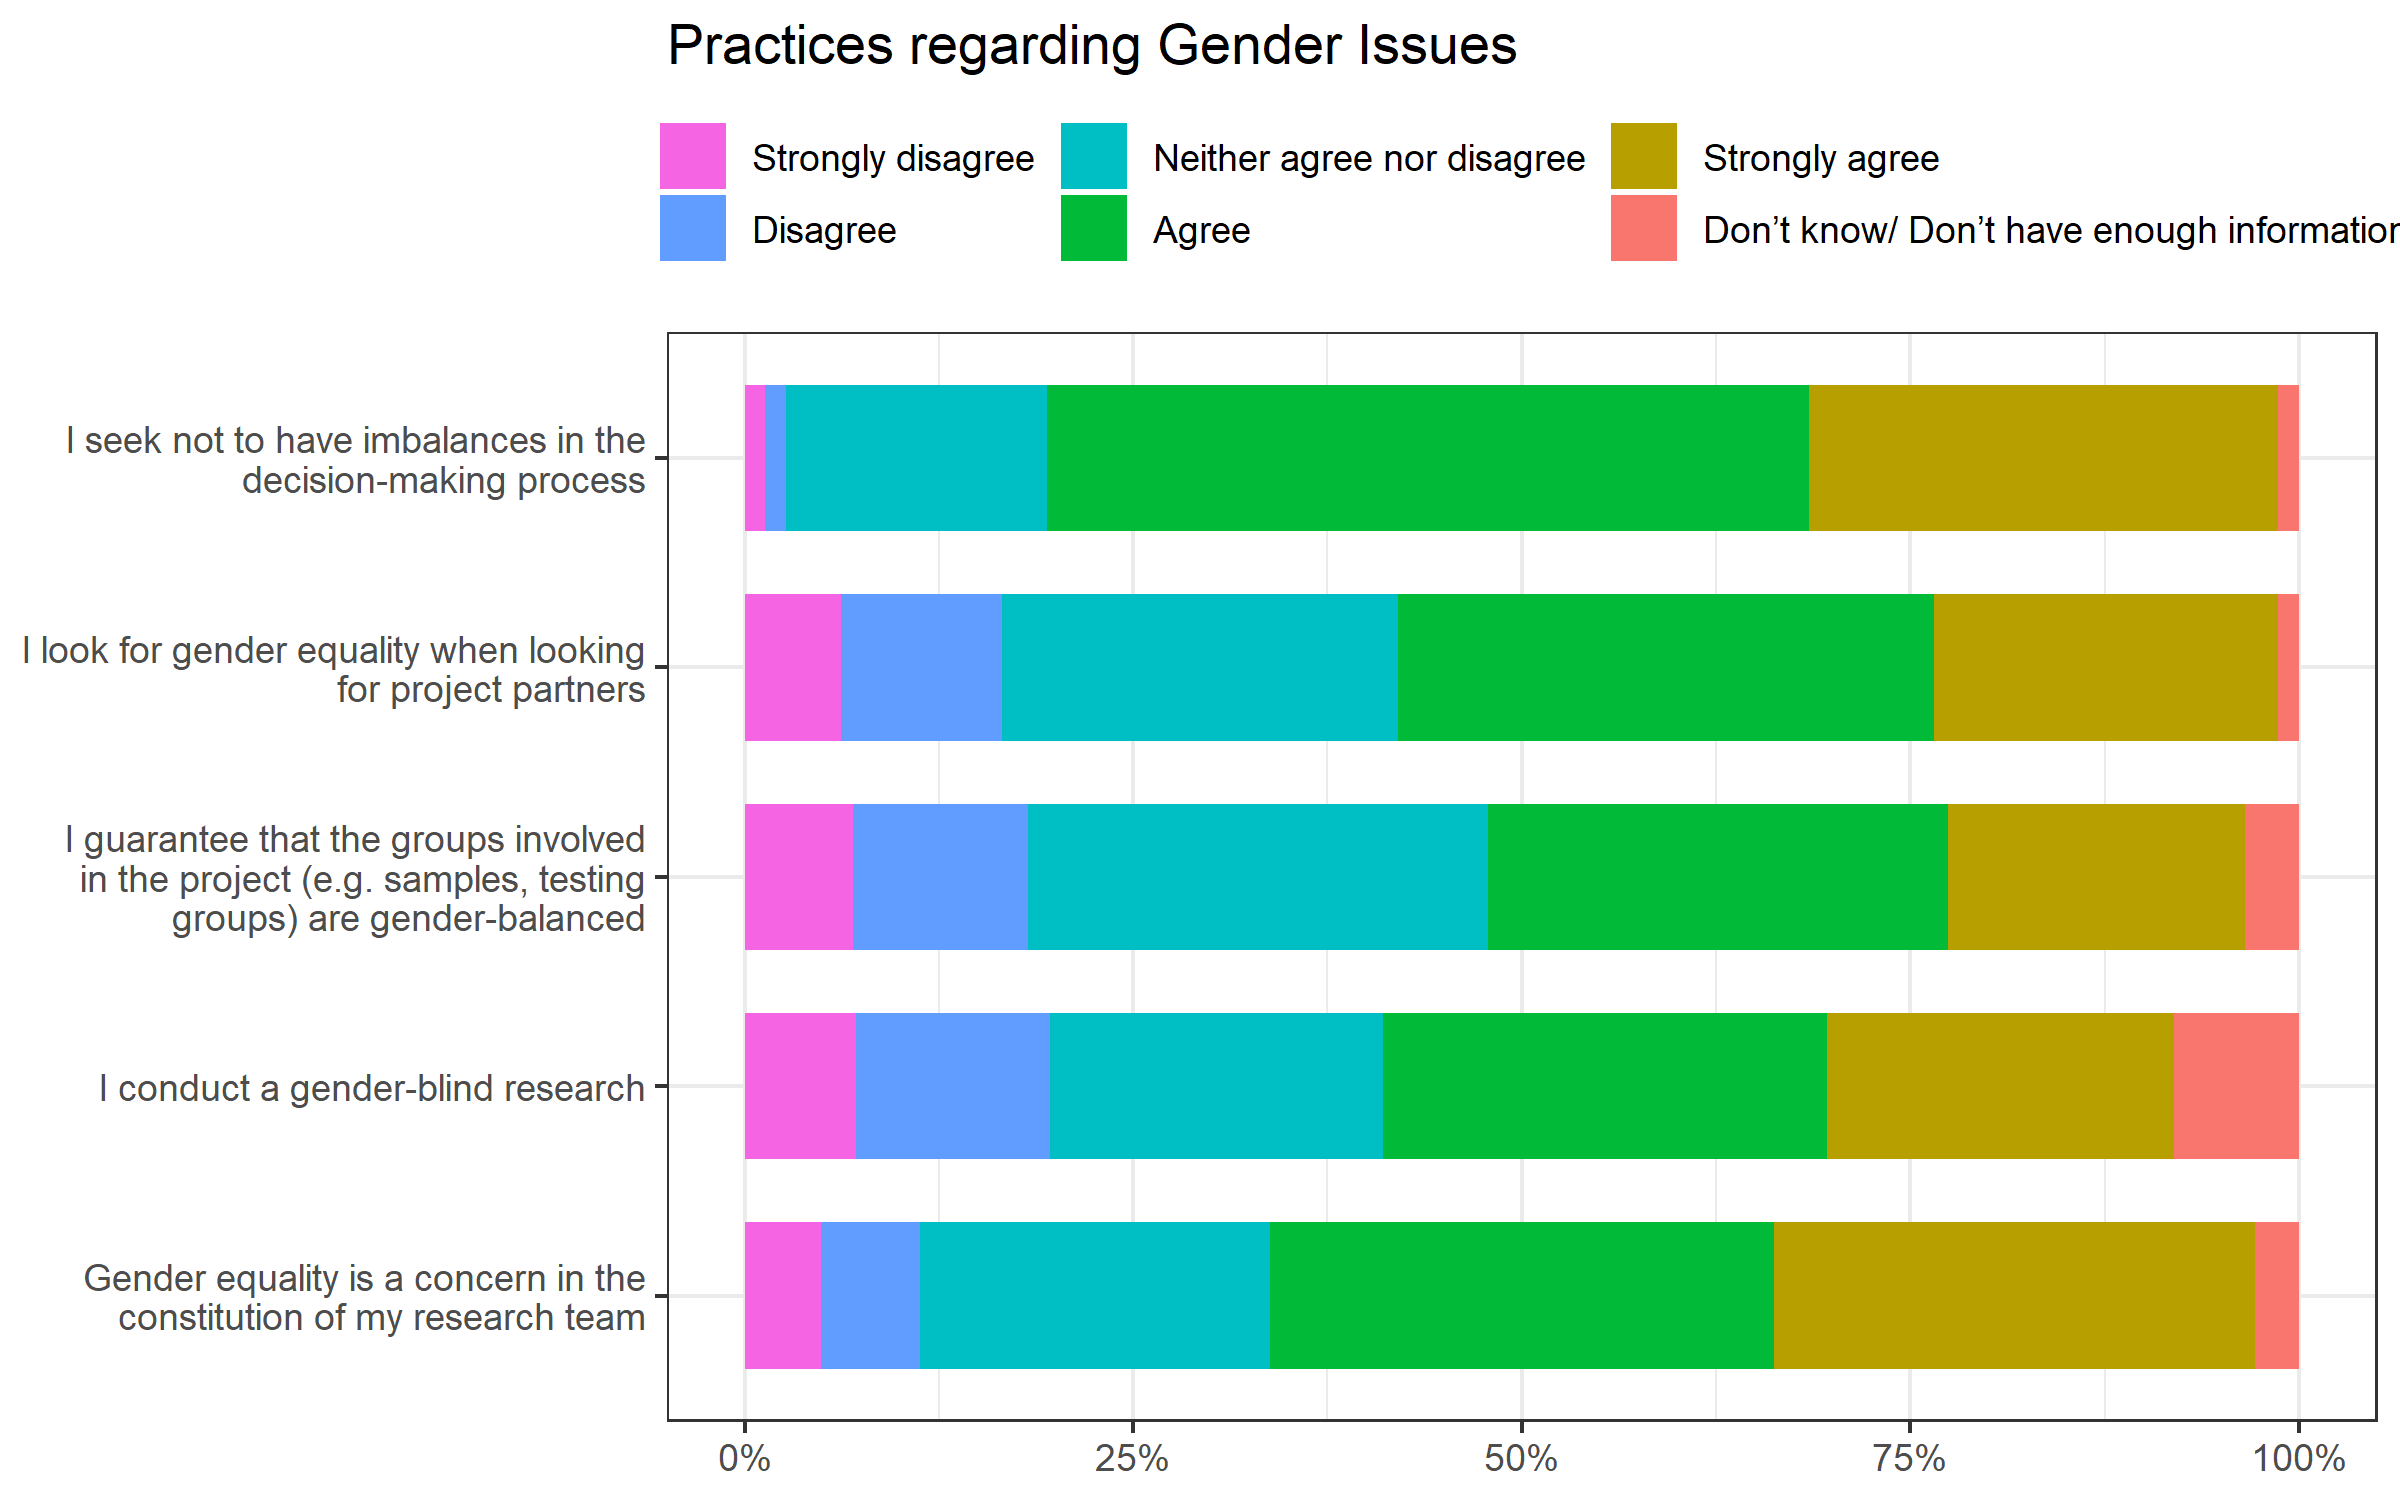 Practices regarding Gender Issues
Strongly disagree
Neither agree nor disagree
Strongly agree
Disagree
Agree
Don’t know/ Don’t have enough information
I seek not to have imbalances in the
decision-making process
I look for gender equality when looking
for project partners
I guarantee that the groups involved
in the project (e.g. samples, testing
groups) are gender-balanced
I conduct a gender-blind research
Gender equality is a concern in the
constitution of my research team
0%
25%
50%
75%
100%